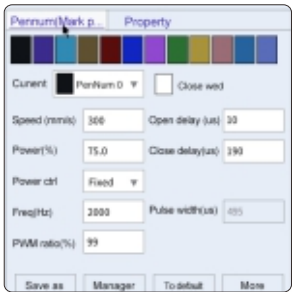 Pennum(Mark p... Property
Current PenNum 0 Close wed
Speed (mm/s) 300 Open delay (us) 10
Power(%) 75.0 Close delay(us) 190
Power ctrl Fixed
Freq(Hz) 2000 Pulse width(us) 495
PWM ratio(%) 99
Save as Manager To default More